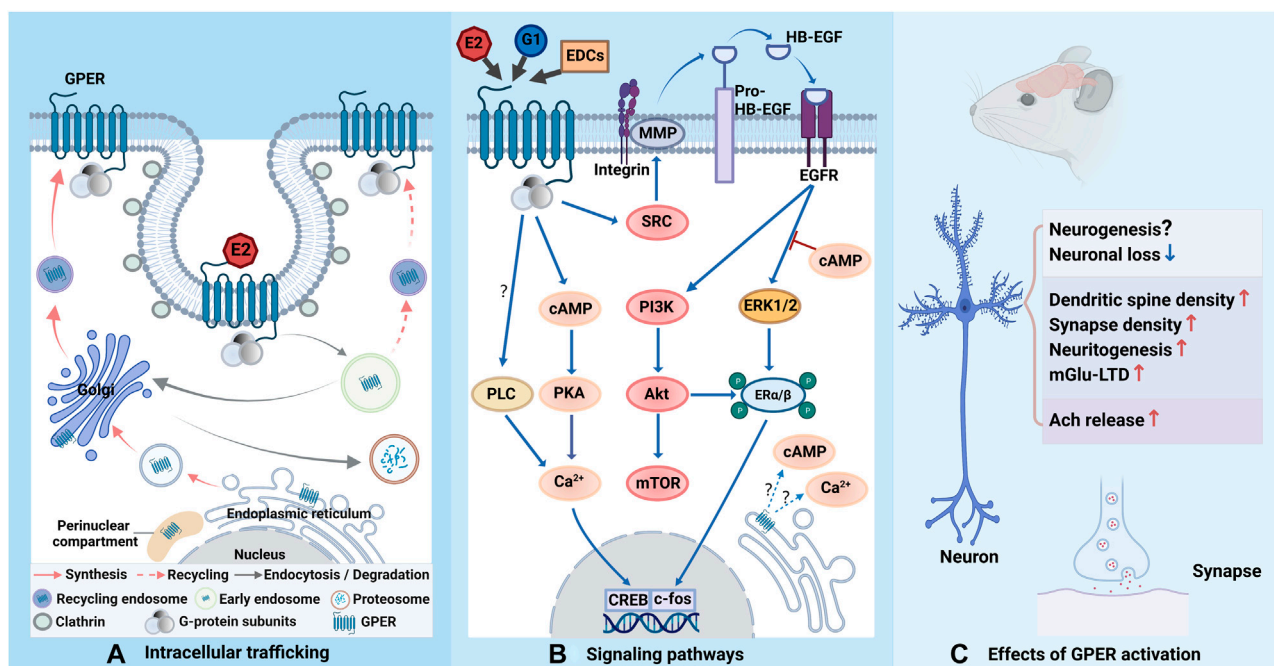 GPER
E2
Golgi
Endoplasmic reticulum
Perinuclear
compartment
Nucleus
Synthesis
Recycling
Endocytosis / Degradation
Recycling endosome
Early endosome
Proteosome
Clathrin
G-protein subunits
GPER
A Intracellular trafficking
E2
G1
EDCs
HB-EGF
Pro-
HB-EGF
MMP
Integrin
EGFR
SRC
cAMP
?
cAMP
PI3K
ERK1/2
PLC
PKA
Akt
ERα/β
P
P
P
P
Ca²⁺
mTOR
cAMP
Ca²⁺
?
?
CREB
c-fos
B Signaling pathways
Neurogenesis?
Neuronal loss↓
Dendritic spine density↑
Synapse density↑
Neuritogenesis↑
mGlu-LTD↑
Ach release↑
Neuron
Synapse
C Effects of GPER activation